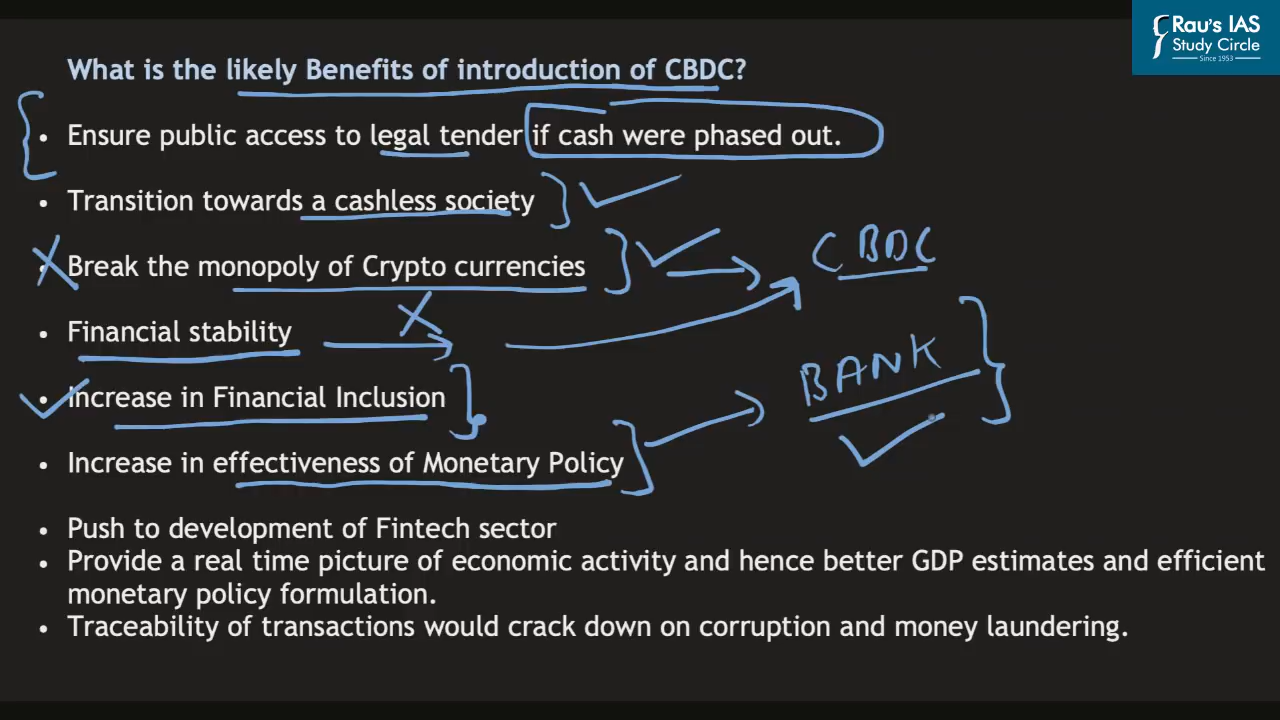 Rau's IAS
Study Circle
Since 1953
What is the likely Benefits of introduction of CBDC?
• Ensure public access to legal tender if cash were phased out.
• Transition towards a cashless society
• Break the monopoly of Crypto currencies
CBDC
• Financial stability
BANK
• Increase in Financial Inclusion
• Increase in effectiveness of Monetary Policy
• Push to development of Fintech sector
• Provide a real time picture of economic activity and hence better GDP estimates and efficient
monetary policy formulation.
• Traceability of transactions would crack down on corruption and money laundering.